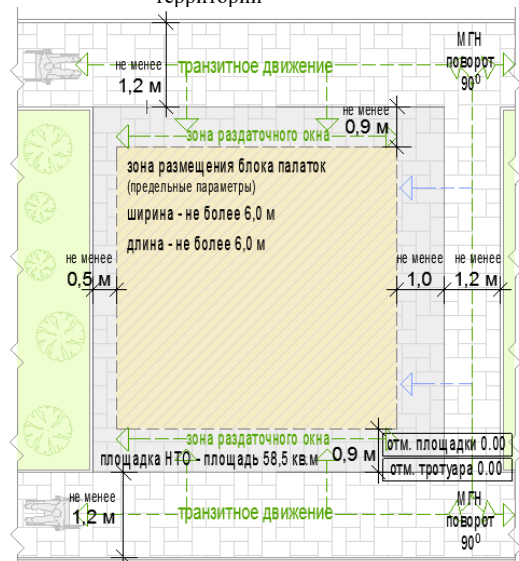 территории
не менее
1,2 м
транзитное движение
МГН
поворот
90⁰
не менее
0,9 м
зона раздаточного окна
зона размещения блока палаток
(предельные параметры)
ширина - не более 6,0 м
длина - не более 6,0 м
не менее
0,5 м
не менее
1,0
не менее
1,2 м
зона раздаточного окна
отм. площадки 0.00
площадка НТО - площадь 58,5 кв.м
0,9 м
отм. тротуара 0.00
не менее
1,2 м
транзитное движение
МГН
поворот
90⁰